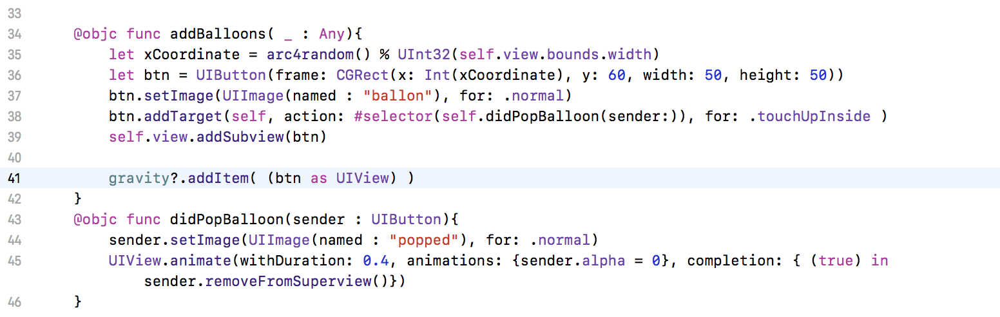 33
34 @objc func addBalloons( _ : Any){
35 let xCoordinate = arc4random() % UInt32(self.view.bounds.width)
36 let btn = UIButton(frame: CGRect(x: Int(xCoordinate), y: 60, width: 50, height: 50))
37 btn.setImage(UIImage(named : "ballon"), for: .normal)
38 btn.addTarget(self, action: #selector(self.didPopBalloon(sender:)), for: .touchUpInside )
39 self.view.addSubview(btn)
40
41 gravity?.addItem( (btn as UIView) )
42 }
43 @objc func didPopBalloon(sender : UIButton){
44 sender.setImage(UIImage(named : "popped"), for: .normal)
45 UIView.animate(withDuration: 0.4, animations: {sender.alpha = 0}, completion: { (true) in
sender.removeFromSuperview()})
46 }